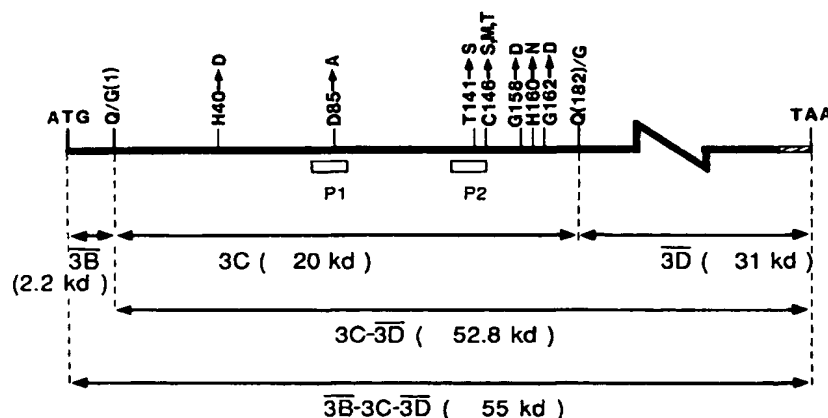 ATG
Q/G(1)
H40→D
D85→A
T141→S
C146→S,M,T
G158→D
H160→N
G162→D
Q(182)/G
TAA
P1
P2
3B
(2.2 kd)
3C ( 20 kd )
3D ( 31 kd )
3C-3D ( 52.8 kd )
3B-3C-3D ( 55 kd )